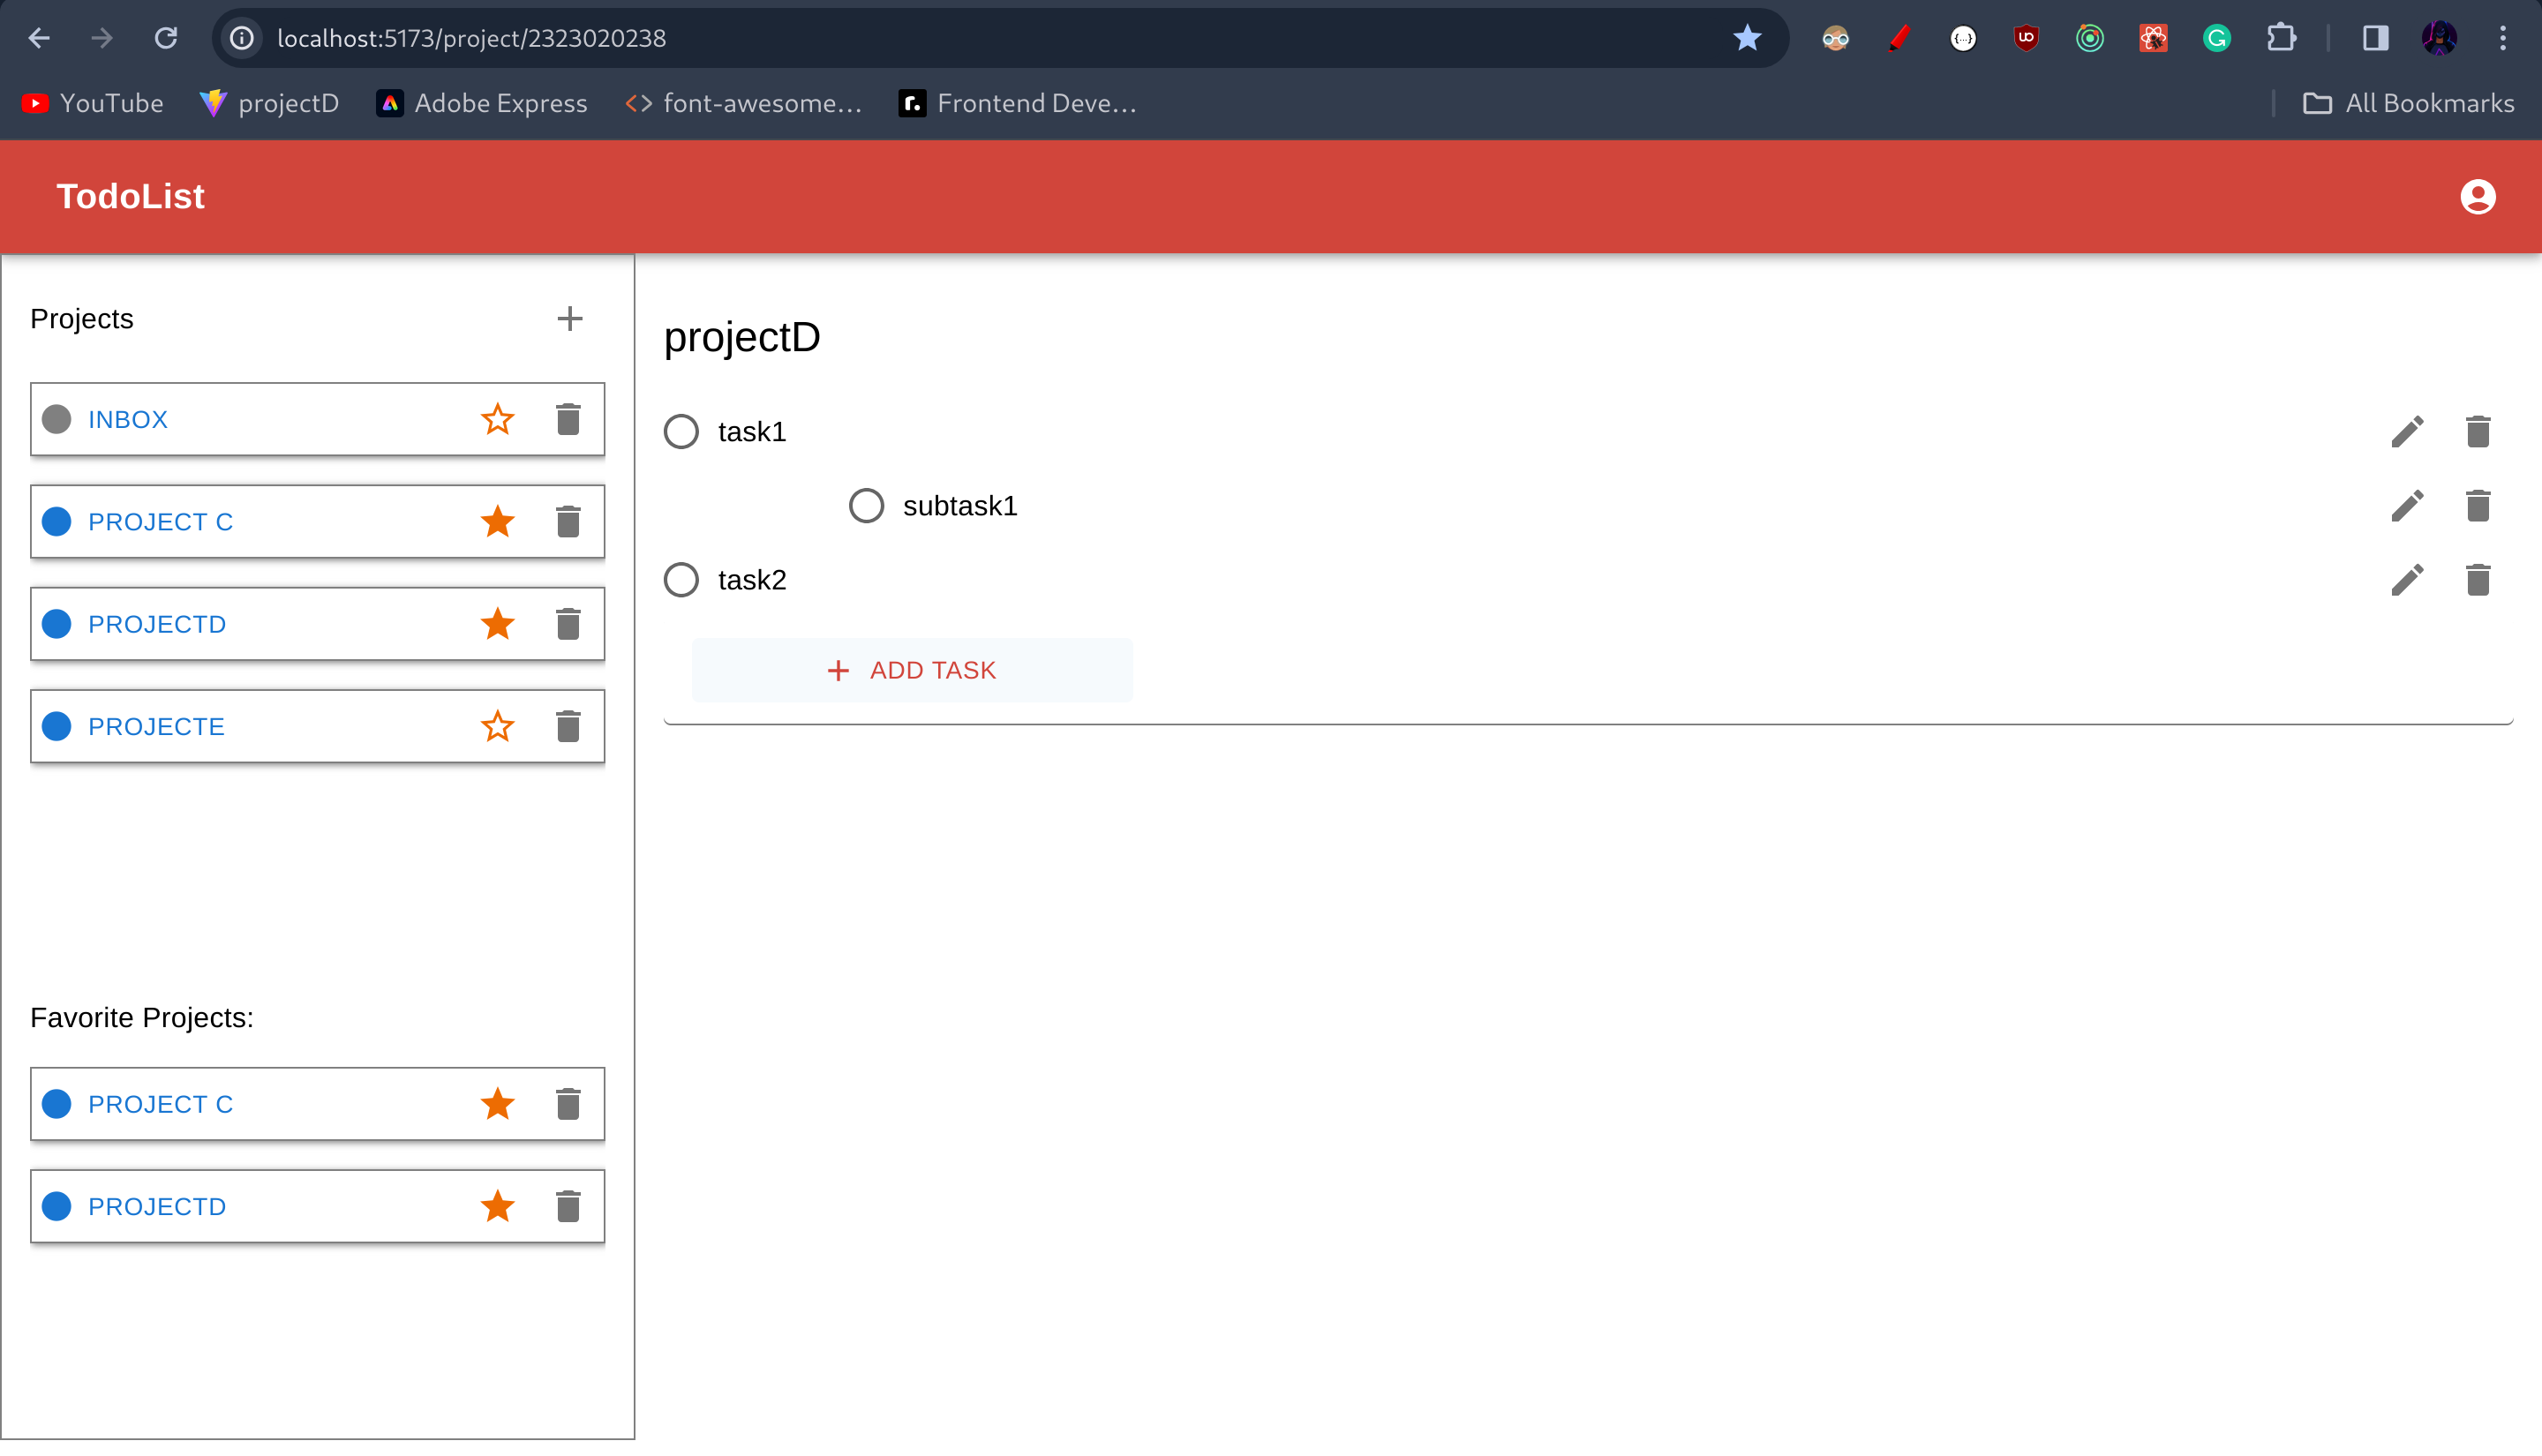 localhost:5173/project/2323020238
YouTube projectD Adobe Express font-awesome... Frontend Deve... All Bookmarks
TodoList
Projects
INBOX
PROJECT C
PROJECTD
PROJECTE
Favorite Projects:
PROJECT C
PROJECTD
projectD
task1
subtask1
task2
ADD TASK